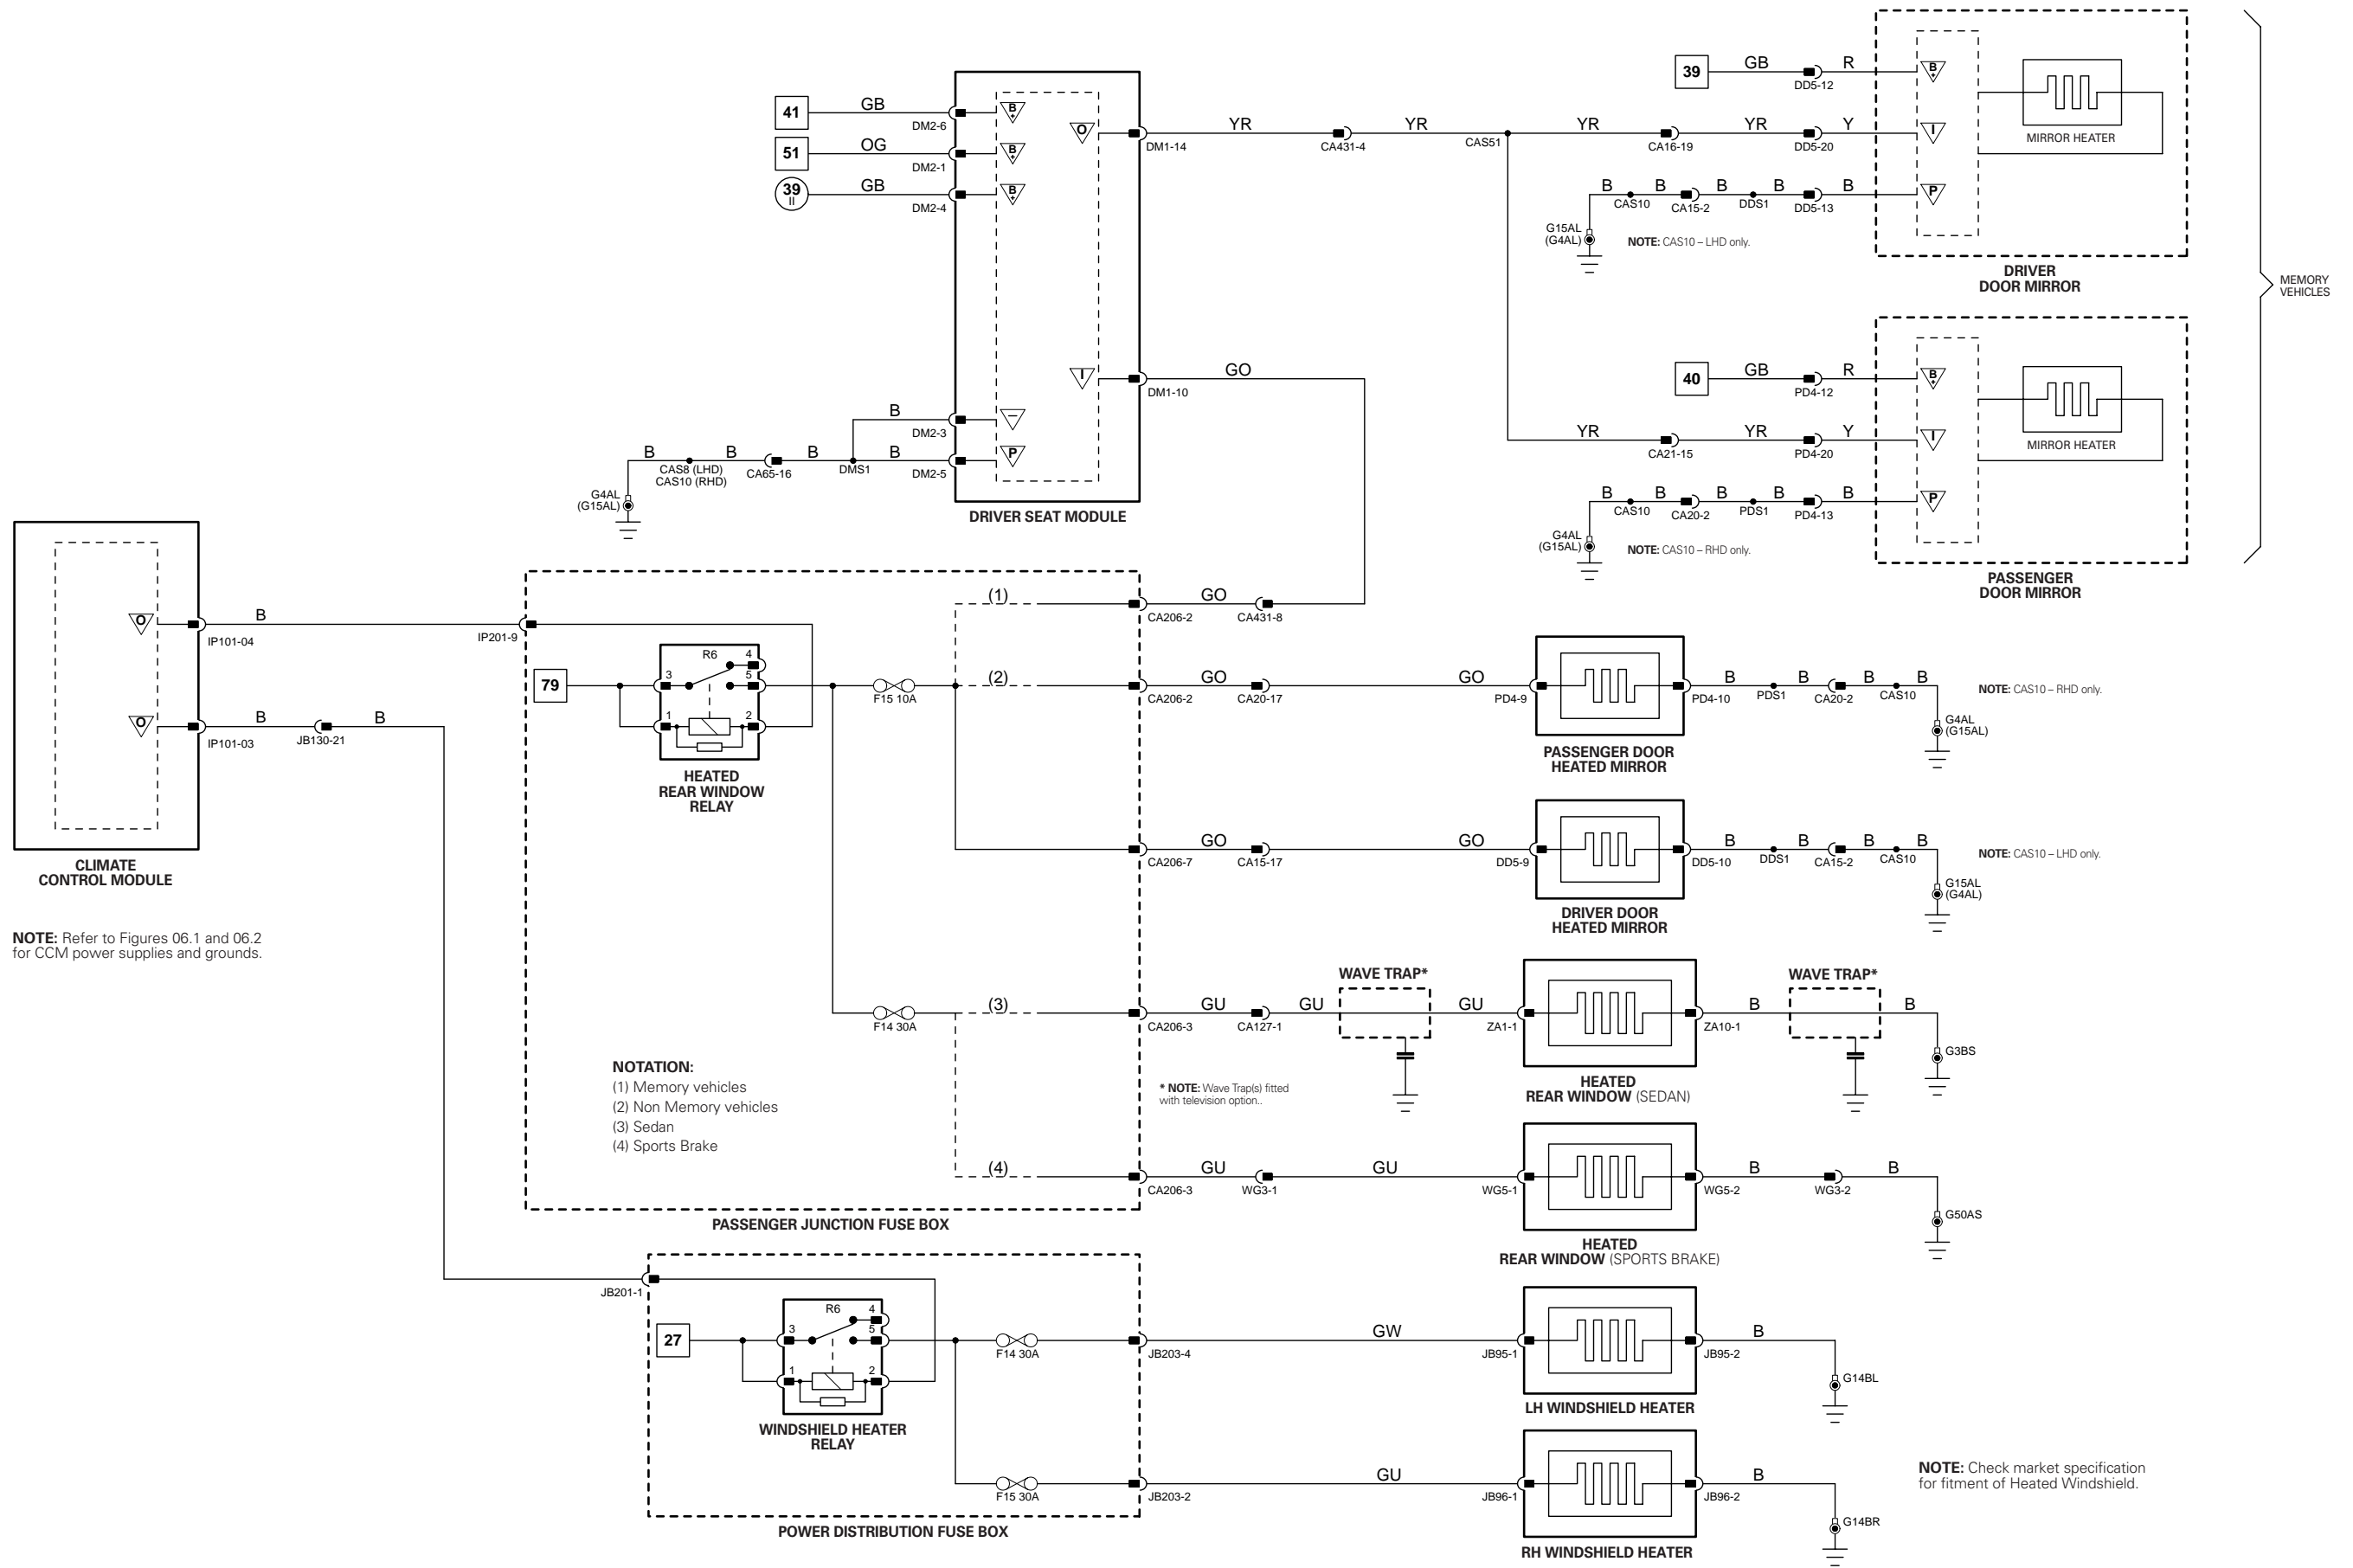 39
GB
R
B
+
DD5-12
41
GB
B
+
DM2-6
MIRROR HEATER
O
YR
YR
YR
YR
Y
I
DM1-14
CA431-4
CAS51
CA16-19
DD5-20
51
OG
B
+
DM2-1
39
II
GB
B
+
DM2-4
B
B
B
B
B
P
CAS10
CA15-2
DDS1
DD5-13
G15AL
(G4AL)
NOTE: CAS10 – LHD only.
DRIVER
DOOR MIRROR
MEMORY
VEHICLES
I
GO
DM1-10
40
GB
R
B
+
PD4-12
B
–
DM2-3
YR
YR
Y
I
CA21-15
PD4-20
MIRROR HEATER
B
B
B
B
P
CAS8 (LHD)
CAS10 (RHD)
CA65-16
DMS1
DM2-5
G4AL
(G15AL)
B
B
B
B
B
P
CAS10
CA20-2
PDS1
PD4-13
DRIVER SEAT MODULE
G4AL
(G15AL)
NOTE: CAS10 – RHD only.
PASSENGER
DOOR MIRROR
(1)
GO
CA206-2
CA431-8
O
B
IP101-04
IP201-9
79
R6
4
3
5
1
2
F15 10A
(2)
GO
GO
B
B
B
B
CA206-2
CA20-17
PD4-9
PD4-10
PDS1
CA20-2
CAS10
NOTE: CAS10 – RHD only.
G4AL
(G15AL)
O
B
B
IP101-03
JB130-21
PASSENGER DOOR
HEATED MIRROR
HEATED
REAR WINDOW
RELAY
GO
GO
B
B
B
B
CA206-7
CA15-17
DD5-9
DD5-10
DDS1
CA15-2
CAS10
NOTE: CAS10 – LHD only.
G15AL
(G4AL)
CLIMATE
CONTROL MODULE
DRIVER DOOR
HEATED MIRROR
NOTE: Refer to Figures 06.1 and 06.2
for CCM power supplies and grounds.
WAVE TRAP*
WAVE TRAP*
F14 30A
(3)
GU
GU
GU
B
B
CA206-3
CA127-1
ZA1-1
ZA10-1
G3BS
NOTATION:
(1) Memory vehicles
(2) Non Memory vehicles
(3) Sedan
(4) Sports Brake
* NOTE: Wave Trap(s) fitted
with television option..
HEATED
REAR WINDOW (SEDAN)
(4)
GU
GU
B
B
CA206-3
WG3-1
WG5-1
WG5-2
WG3-2
G50AS
PASSENGER JUNCTION FUSE BOX
HEATED
REAR WINDOW (SPORTS BRAKE)
JB201-1
27
R6
4
3
5
1
2
F14 30A
GW
B
JB203-4
JB95-1
JB95-2
G14BL
LH WINDSHIELD HEATER
WINDSHIELD HEATER
RELAY
F15 30A
GU
B
JB203-2
JB96-1
JB96-2
G14BR
NOTE: Check market specification
for fitment of Heated Windshield.
POWER DISTRIBUTION FUSE BOX
RH WINDSHIELD HEATER